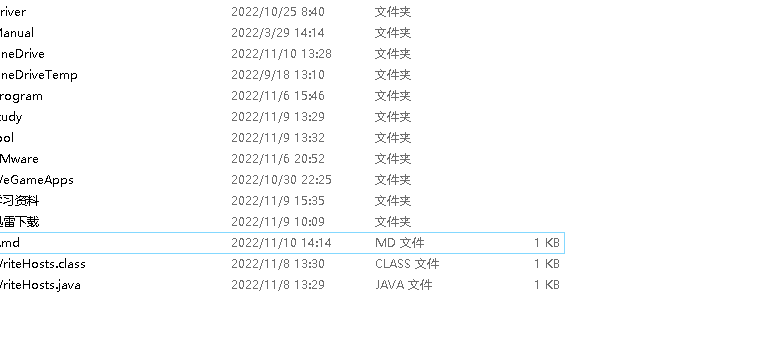 river 2022/10/25 8:40 文件夹
Manual 2022/3/29 14:14 文件夹
neDrive 2022/11/10 13:28 文件夹
neDriveTemp 2022/9/18 13:10 文件夹
rogram 2022/11/6 15:46 文件夹
tudy 2022/11/9 13:29 文件夹
ool 2022/11/9 13:32 文件夹
Mware 2022/11/6 20:52 文件夹
WeGameApps 2022/10/30 22:25 文件夹
学习资料 2022/11/9 15:35 文件夹
迅雷下载 2022/11/9 10:09 文件夹
.md 2022/11/10 14:14 MD 文件 1 KB
WriteHosts.class 2022/11/8 13:30 CLASS 文件 1 KB
WriteHosts.java 2022/11/8 13:29 JAVA 文件 1 KB